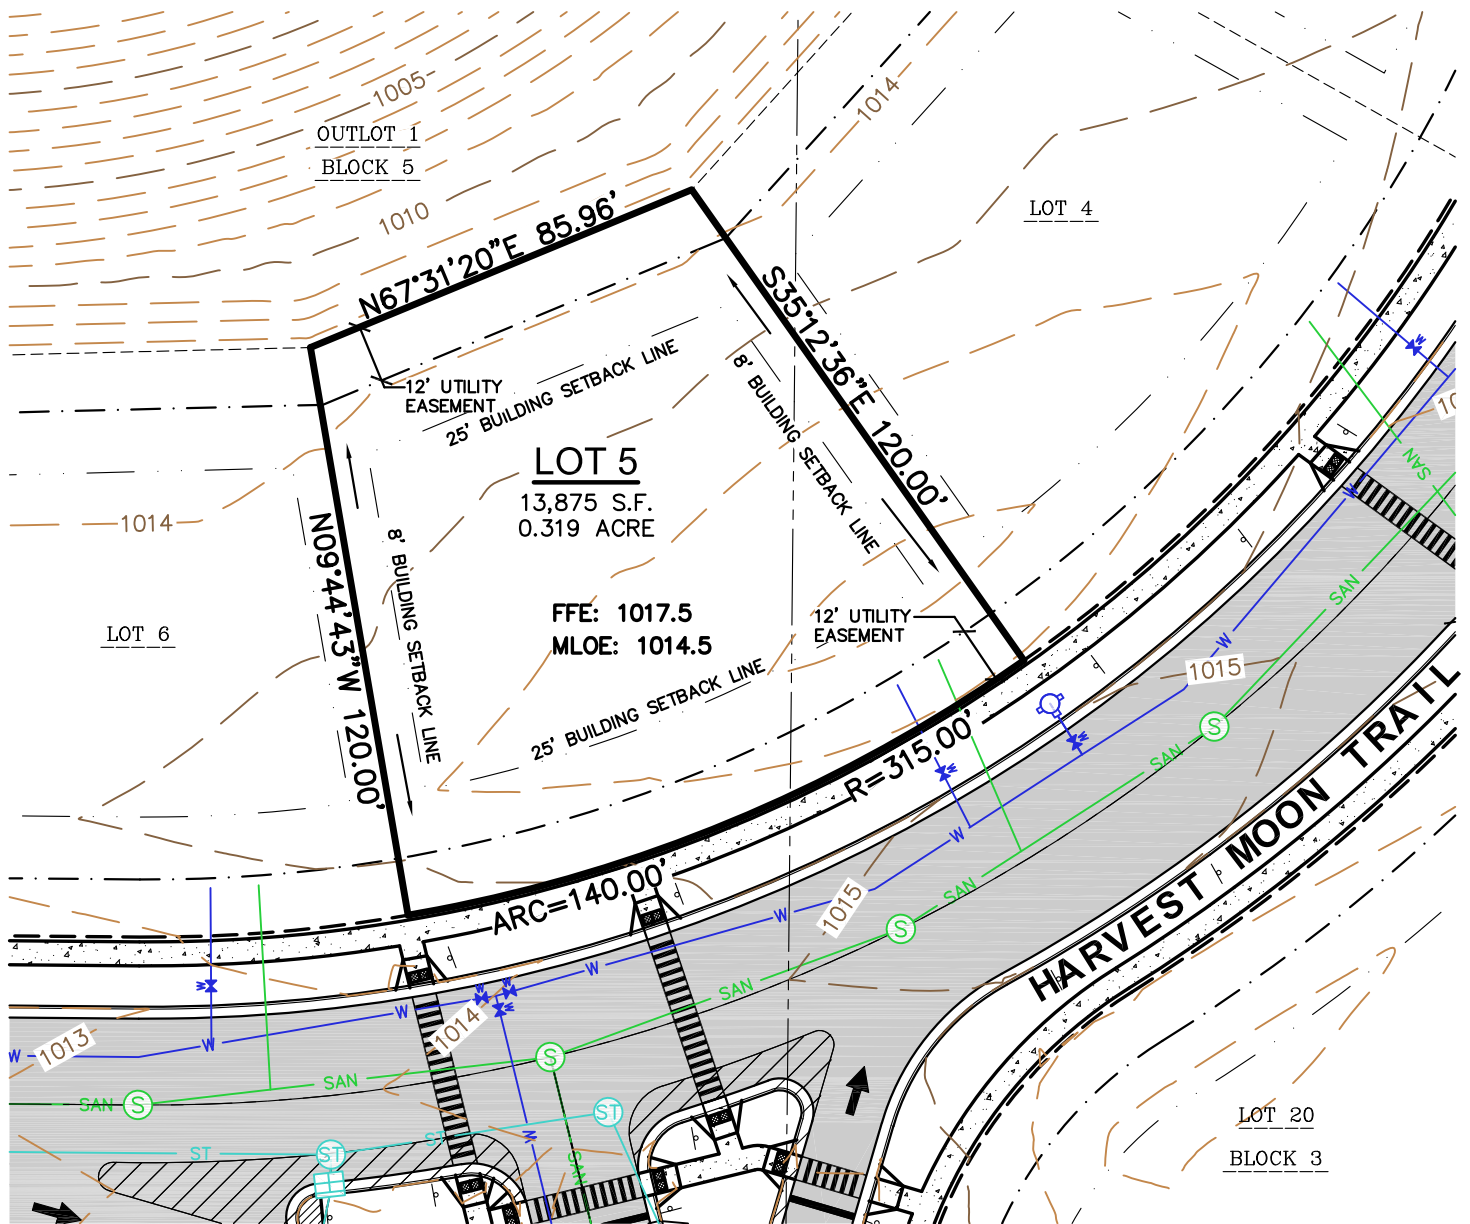 1005
1014
OUTLOT 1
BLOCK 5
LOT 4
1010
N67°31'20"E 85.96'
S35°12'36"E 120.00'
12' UTILITY
EASEMENT
25' BUILDING SETBACK LINE
8' BUILDING SETBACK LINE
LOT 5
13,875 S.F.
0.319 ACRE
1014
N09°44'43"W 120.00'
8' BUILDING SETBACK LINE
FFE: 1017.5
MLOE: 1014.5
12' UTILITY
EASEMENT
LOT 6
25' BUILDING SETBACK LINE
R=315.00'
ARC=140.00'
W
W
SAN
W
SAN
W
1015
S
SAN
W
W
W
SAN
1015
S
W
W
SAN
HARVEST MOON TRAIL
W
W
W
W
1014
1013
W
W
W
S
SAN
SAN
S
ST
ST
ST
ST
W
SAN
LOT 20
BLOCK 3